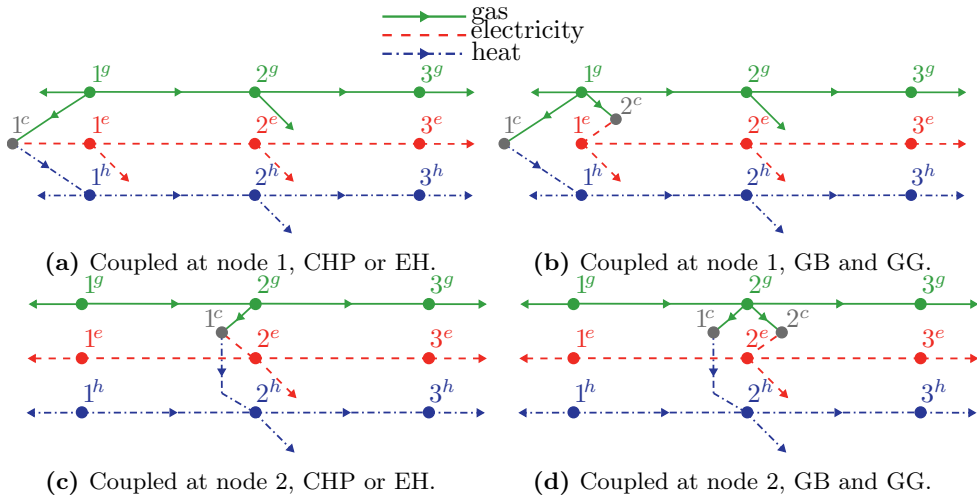 gas
electricity
heat
1^g 2^g 3^g
1^c 1^e 2^e 3^e
1^h 2^h 3^h
(a) Coupled at node 1, CHP or EH.
1^g 2^g 3^g
2^c
1^c 1^e 2^e 3^e
1^h 2^h 3^h
(b) Coupled at node 1, GB and GG.
1^g 2^g 3^g
1^c
1^e 2^e 3^e
1^h 2^h 3^h
(c) Coupled at node 2, CHP or EH.
1^g 2^g 3^g
1^c 2^c
1^e 2^e 3^e
1^h 2^h 3^h
(d) Coupled at node 2, GB and GG.